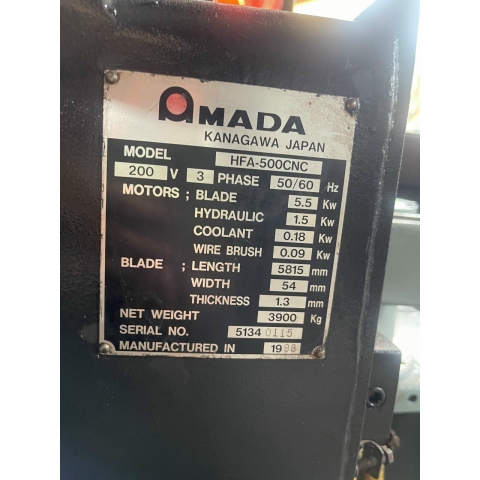 AMADA
KANAGAWA JAPAN
MODEL HFA-500CNC
200 V 3 PHASE 50/60 Hz
MOTORS ; BLADE 5.5 Kw
HYDRAULIC 1.5 Kw
COOLANT 0.18 Kw
WIRE BRUSH 0.09 Kw
BLADE ; LENGTH 5815 mm
WIDTH 54 mm
THICKNESS 1.3 mm
NET WEIGHT 3900 Kg
SERIAL NO. 5134 0115
MANUFACTURED IN 1998